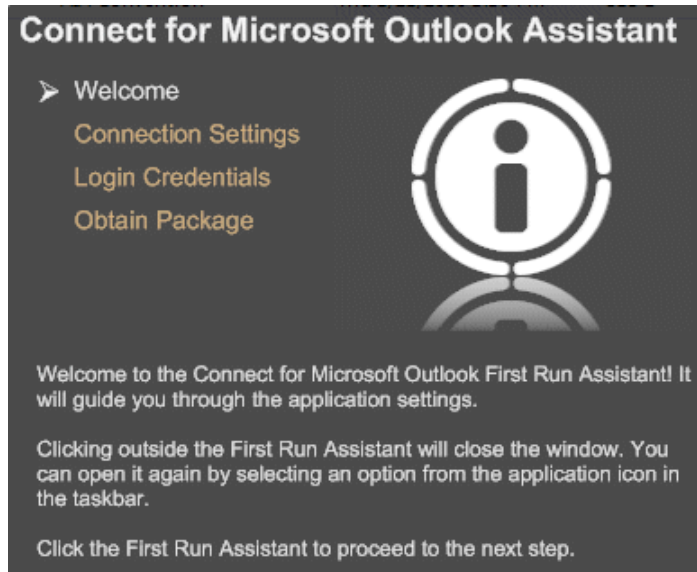 Connect for Microsoft Outlook Assistant
Welcome
Connection Settings
Login Credentials
Obtain Package
Welcome to the Connect for Microsoft Outlook First Run Assistant! It
will guide you through the application settings.
Clicking outside the First Run Assistant will close the window. You
can open it again by selecting an option from the application icon in
the taskbar.
Click the First Run Assistant to proceed to the next step.